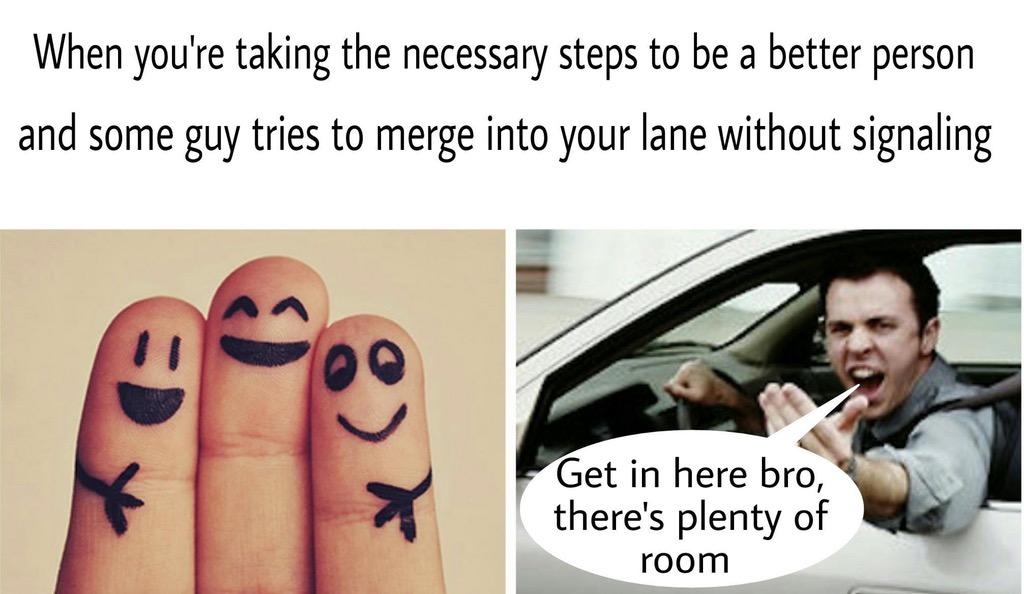 When you're taking the necessary steps to be a better person
and some guy tries to merge into your lane without signaling
Get in here bro,
there's plenty of
room